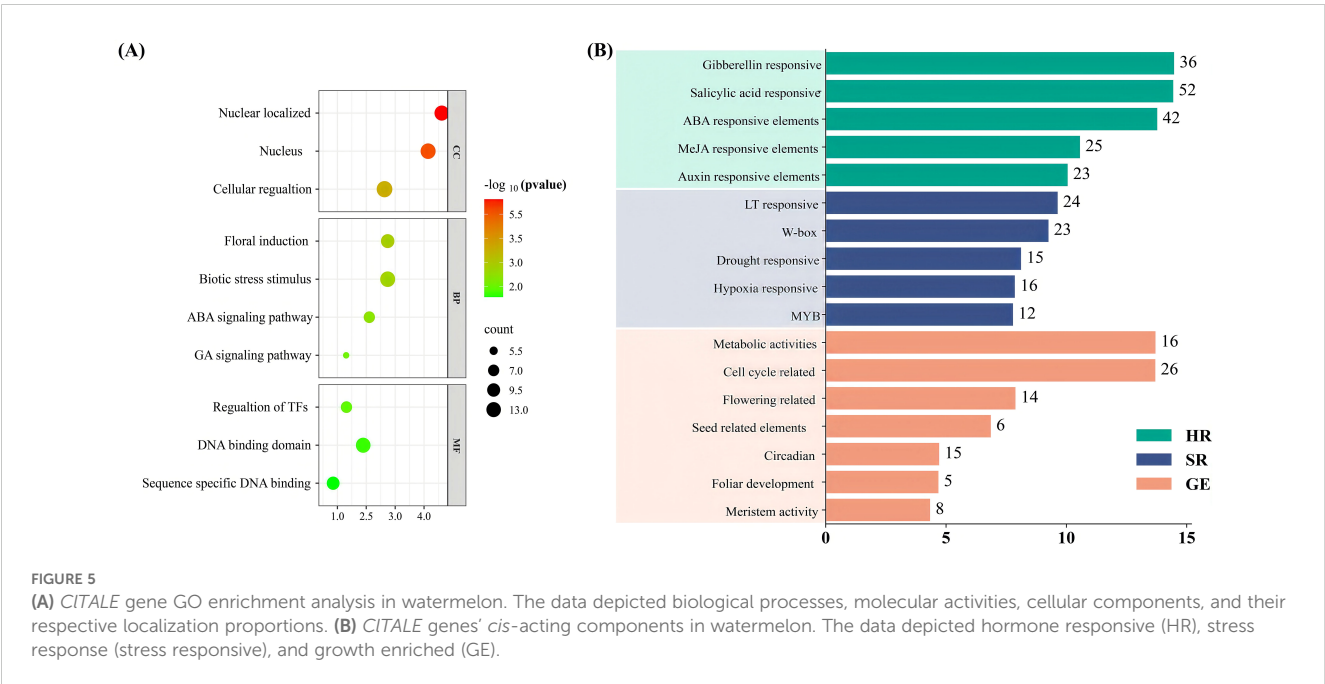 (A)
Nuclear localized
Nucleus
Cellular regualtion
CC
Floral induction
Biotic stress stimulus
ABA signaling pathway
GA signaling pathway
BP
Regualtion of TFs
DNA binding domain
Sequence specific DNA binding
MF
1.0 2.5 3.0 4.0
-log 10 (pvalue)
5.5
3.5
3.0
2.0
count
5.5
7.0
9.5
13.0
(B)
Gibberellin responsive 36
Salicylic acid responsive 52
ABA responsive elements 42
MeJA responsive elements 25
Auxin responsive elements 23
LT responsive 24
W-box 23
Drought responsive 15
Hypoxia responsive 16
MYB 12
Metabolic activities 16
Cell cycle related 26
Flowering related 14
Seed related elements 6
Circadian 15
Foliar development 5
Meristem activity 8
HR
SR
GE
0 5 10 15
FIGURE 5
(A) CITALE gene GO enrichment analysis in watermelon. The data depicted biological processes, molecular activities, cellular components, and their
respective localization proportions. (B) CITALE genes' cis-acting components in watermelon. The data depicted hormone responsive (HR), stress
response (stress responsive), and growth enriched (GE).